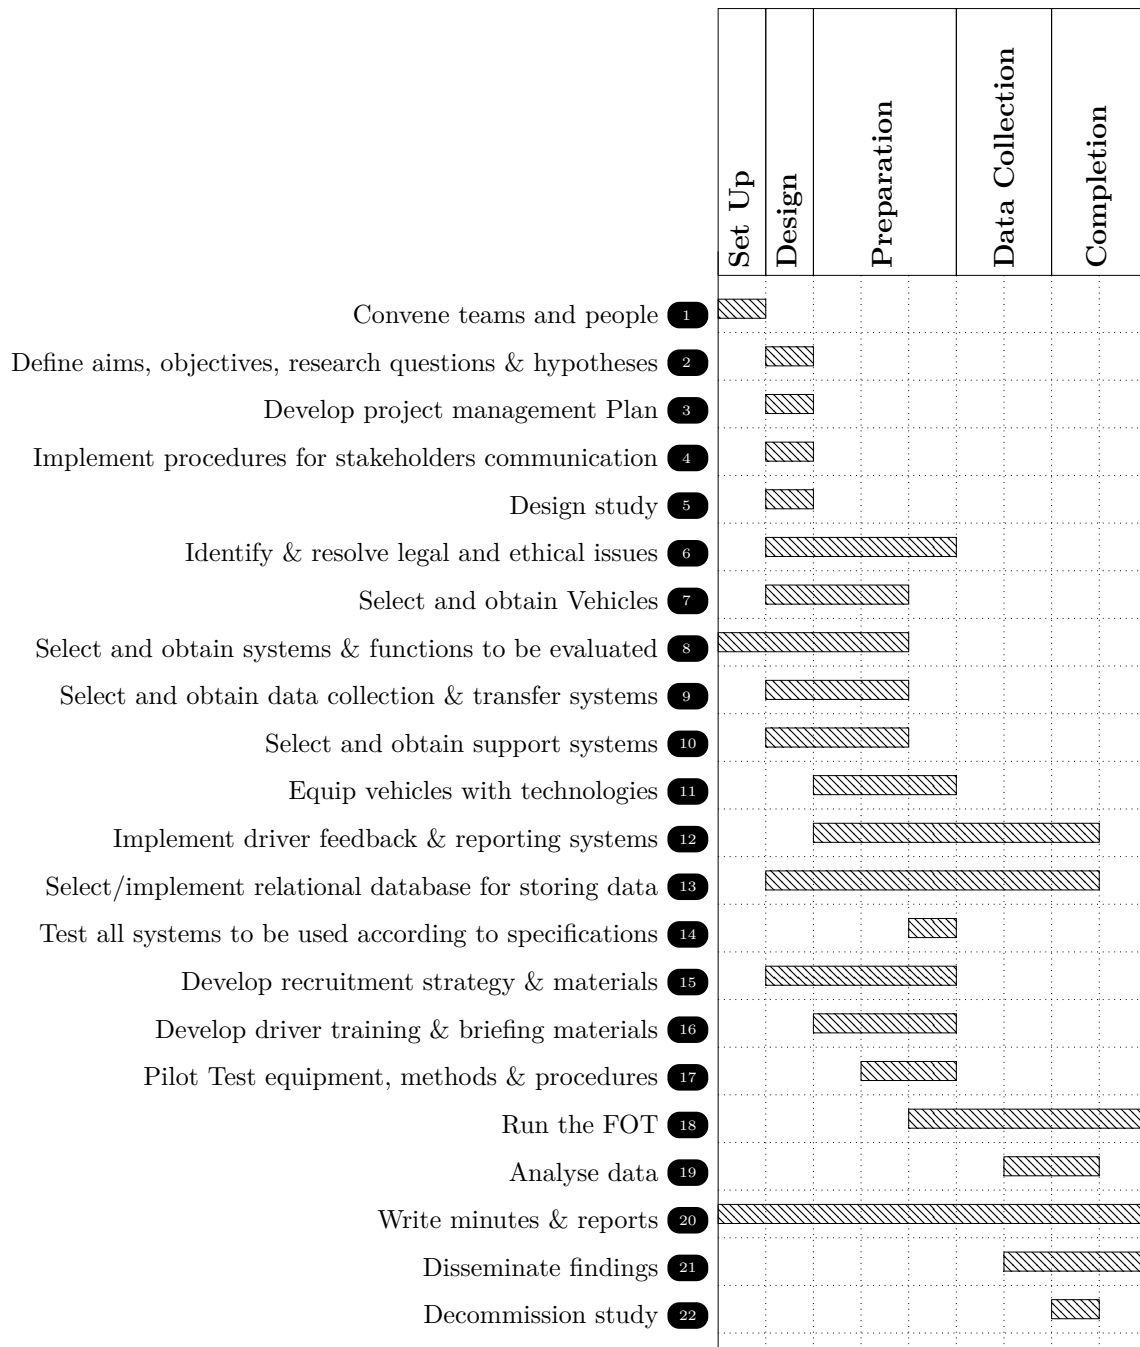 Set Up
Design
Preparation
Data Collection
Completion
Convene teams and people 1
Define aims, objectives, research questions & hypotheses 2
Develop project management Plan 3
Implement procedures for stakeholders communication 4
Design study 5
Identify & resolve legal and ethical issues 6
Select and obtain Vehicles 7
Select and obtain systems & functions to be evaluated 8
Select and obtain data collection & transfer systems 9
Select and obtain support systems 10
Equip vehicles with technologies 11
Implement driver feedback & reporting systems 12
Select/implement relational database for storing data 13
Test all systems to be used according to specifications 14
Develop recruitment strategy & materials 15
Develop driver training & briefing materials 16
Pilot Test equipment, methods & procedures 17
Run the FOT 18
Analyse data 19
Write minutes & reports 20
Disseminate findings 21
Decommission study 22